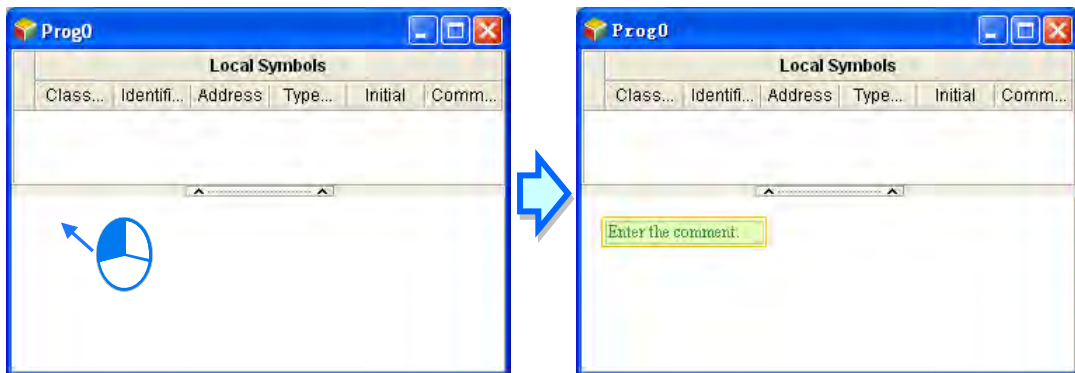 Prog0
Local Symbols
Class... Identifi... Address Type... Initial Comm...
Prog0
Local Symbols
Class... Identifi... Address Type... Initial Comm...
Enter the comment.